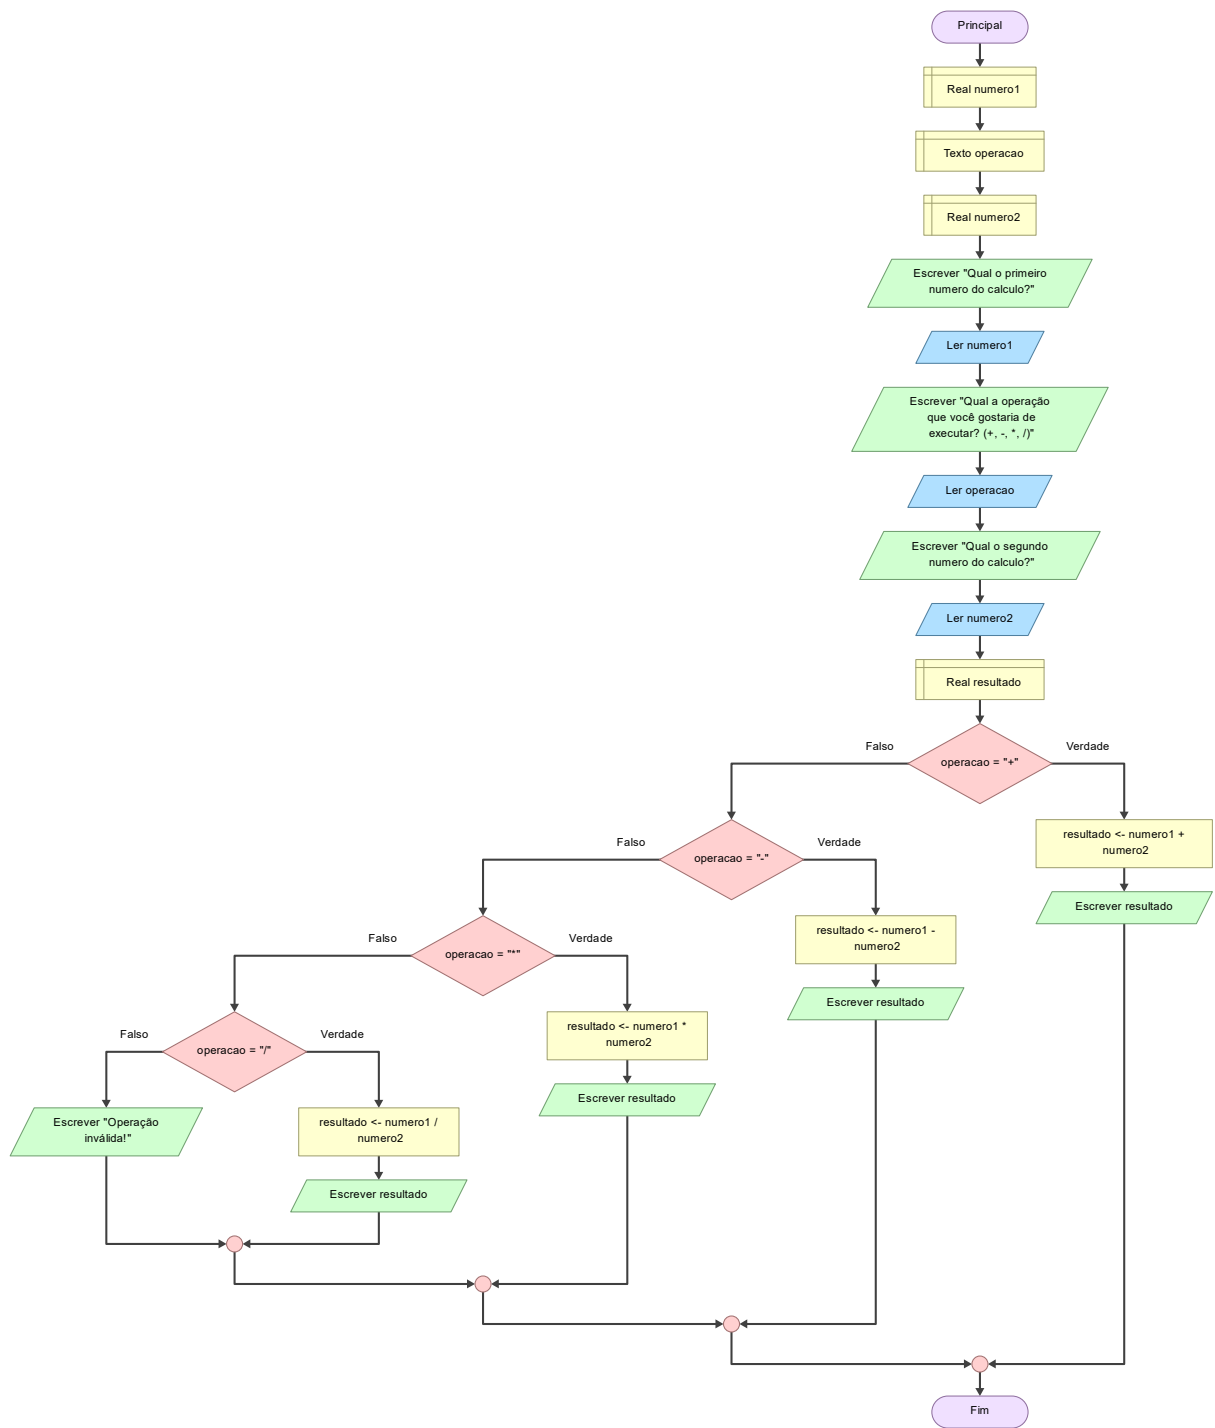 Principal
Real numero1
Texto operacao
Real numero2
Escrever "Qual o primeiro
numero do calculo?"
Ler numero1
Escrever "Qual a operação
que você gostaria de
executar? (+, -, *, /)"
Ler operacao
Escrever "Qual o segundo
numero do calculo?"
Ler numero2
Real resultado
Falso
Verdade
operacao = "+"
resultado <- numero1 +
numero2
Escrever resultado
Falso
Verdade
operacao = "-"
resultado <- numero1 -
numero2
Escrever resultado
Falso
Verdade
operacao = "*"
resultado <- numero1 *
numero2
Escrever resultado
Falso
Verdade
operacao = "/"
Escrever "Operação
inválida!"
resultado <- numero1 /
numero2
Escrever resultado
Fim